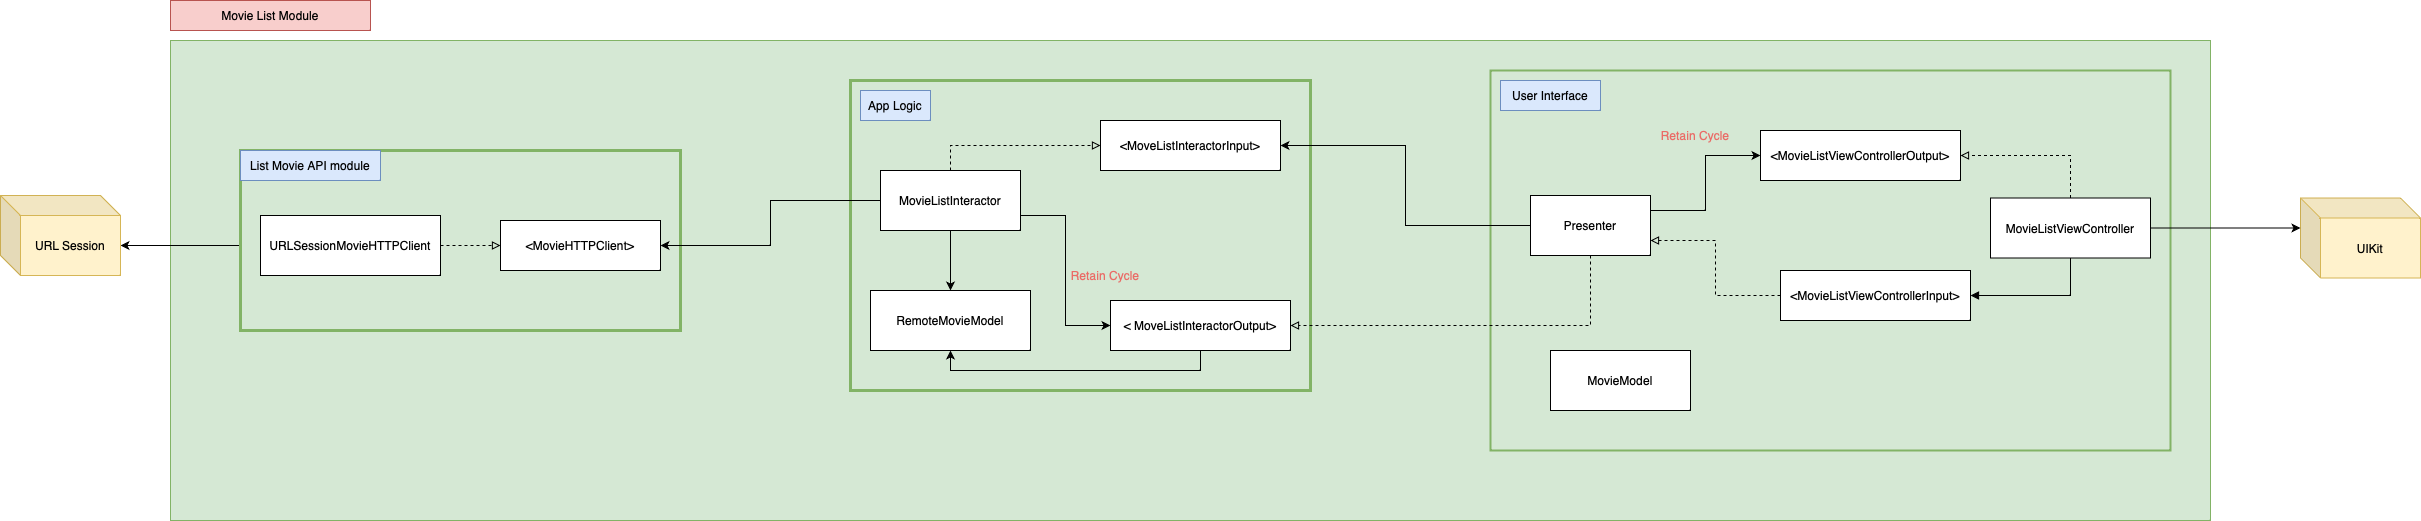 Movie List Module
App Logic
User Interface
<MoveListInteractorInput>
Retain Cycle
<MovieListViewControllerOutput>
List Movie API module
MovieListInteractor
Presenter
MovieListViewController
URL Session
URLSessionMovieHTTPClient
<MovieHTTPClient>
UIKit
Retain Cycle
<MovieListViewControllerInput>
RemoteMovieModel
< MoveListInteractorOutput>
MovieModel